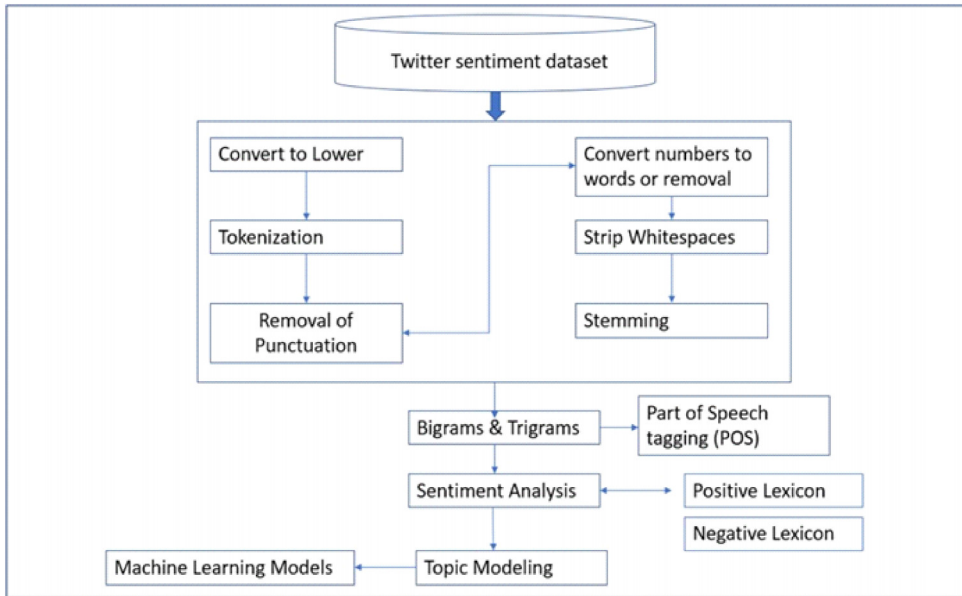 Twitter sentiment dataset
Convert to Lower
Tokenization
Removal of
Punctuation
Convert numbers to
words or removal
Strip Whitespaces
Stemming
Bigrams & Trigrams
Part of Speech
tagging (POS)
Sentiment Analysis
Positive Lexicon
Negative Lexicon
Topic Modeling
Machine Learning Models